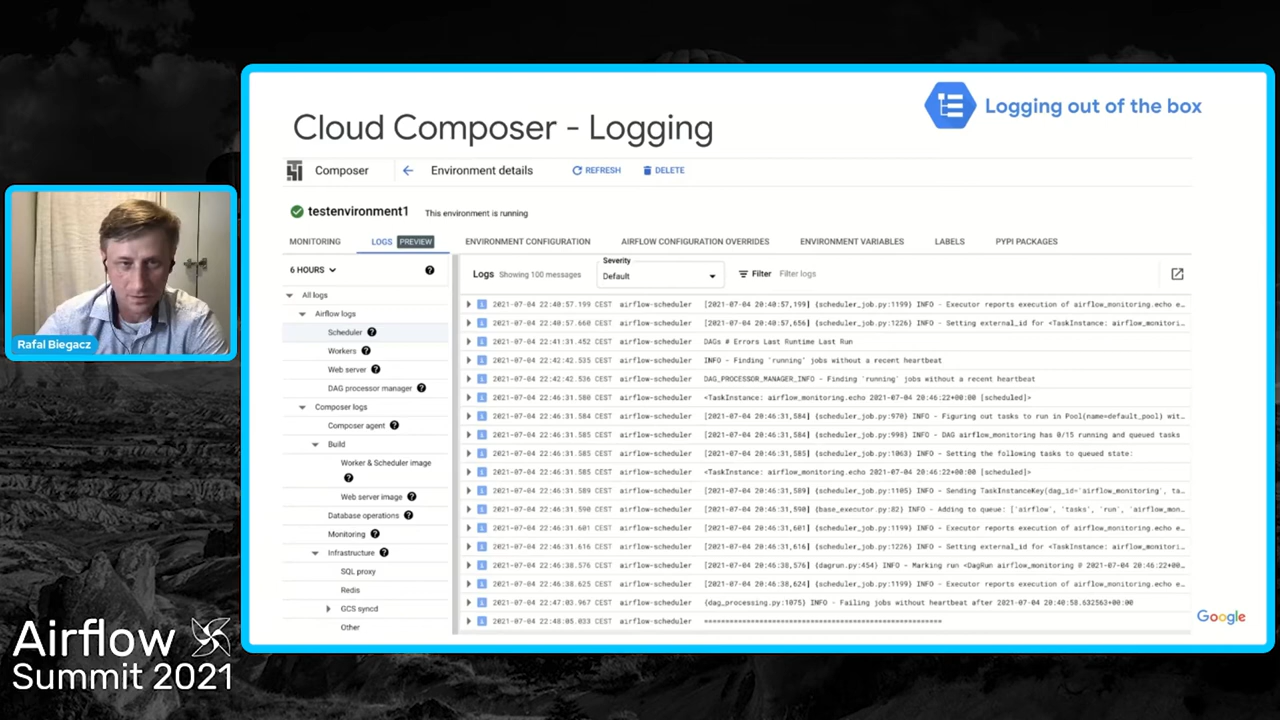 Logging out of the box
Cloud Composer - Logging
Composer
Environment details
REFRESH
DELETE
testenvironment1 This environment is running
MONITORING LOGS PREVIEW ENVIRONMENT CONFIGURATION AIRFLOW CONFIGURATION OVERRIDES ENVIRONMENT VARIABLES LABELS PYPI PACKAGES
6 HOURS
All logs
Airflow logs
Scheduler
Workers
Web server
DAG processor manager
Composer logs
Composer agent
Build
Worker & Scheduler image
Web server image
Database operations
Monitoring
Infrastructure
SQL proxy
Redis
GCS syncd
Other
Logs Showing 100 messages
Severity
Default
Filter Filter logs
2021-07-04 22:40:57.199 CEST airflow-scheduler [2021-07-04 20:40:57,199] {scheduler_job.py:1199} INFO - Executor reports execution of airflow_monitoring.echo e…
2021-07-04 22:40:57.660 CEST airflow-scheduler [2021-07-04 20:40:57,656] {scheduler_job.py:1226} INFO - Setting external_id for <TaskInstance: airflow_monitori…
2021-07-04 22:41:31.452 CEST airflow-scheduler DAGs # Errors Last Runtime Last Run
2021-07-04 22:42:42.535 CEST airflow-scheduler INFO - Finding 'running' jobs without a recent heartbeat
2021-07-04 22:42:42.536 CEST airflow-scheduler DAG_PROCESSOR_MANAGER_INFO - Finding 'running' jobs without a recent heartbeat
2021-07-04 22:46:31.580 CEST airflow-scheduler <TaskInstance: airflow_monitoring.echo 2021-07-04 20:46:22+00:00 [scheduled]>
2021-07-04 22:46:31.584 CEST airflow-scheduler [2021-07-04 20:46:31,584] {scheduler_job.py:970} INFO - Figuring out tasks to run in Pool(name=default_pool) wit…
2021-07-04 22:46:31.585 CEST airflow-scheduler [2021-07-04 20:46:31,584] {scheduler_job.py:998} INFO - DAG airflow_monitoring has 0/15 running and queued tasks
2021-07-04 22:46:31.585 CEST airflow-scheduler [2021-07-04 20:46:31,585] {scheduler_job.py:1063} INFO - Setting the following tasks to queued state:
2021-07-04 22:46:31.585 CEST airflow-scheduler <TaskInstance: airflow_monitoring.echo 2021-07-04 20:46:22+00:00 [scheduled]>
2021-07-04 22:46:31.589 CEST airflow-scheduler [2021-07-04 20:46:31,589] {scheduler_job.py:1105} INFO - Sending TaskInstanceKey(dag_id='airflow_monitoring', ta…
2021-07-04 22:46:31.590 CEST airflow-scheduler [2021-07-04 20:46:31,590] {base_executor.py:82} INFO - Adding to queue: ['airflow', 'tasks', 'run', 'airflow_mon…
2021-07-04 22:46:31.601 CEST airflow-scheduler [2021-07-04 20:46:31,601] {scheduler_job.py:1199} INFO - Executor reports execution of airflow_monitoring.echo e…
2021-07-04 22:46:31.616 CEST airflow-scheduler [2021-07-04 20:46:31,616] {scheduler_job.py:1226} INFO - Setting external_id for <TaskInstance: airflow_monitori…
2021-07-04 22:46:38.576 CEST airflow-scheduler [2021-07-04 20:46:38,576] {dagrun.py:454} INFO - Marking run <DagRun airflow_monitoring @ 2021-07-04 20:46:22+00…
2021-07-04 22:46:38.625 CEST airflow-scheduler [2021-07-04 20:46:38,624] {scheduler_job.py:1199} INFO - Executor reports execution of airflow_monitoring.echo e…
2021-07-04 22:47:03.967 CEST airflow-scheduler {dag_processing.py:1075} INFO - Failing jobs without heartbeat after 2021-07-04 20:40:58.632563+00:00
2021-07-04 22:48:05.033 CEST airflow-scheduler ================================================
Google
Rafal Biegacz
Airflow
Summit 2021